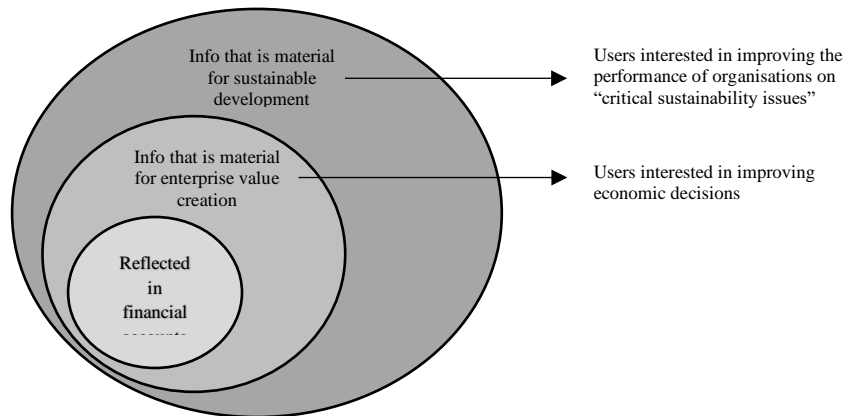 Info that is material
for sustainable
development
Users interested in improving the
performance of organisations on
“critical sustainability issues”
Info that is material
for enterprise value
creation
Users interested in improving
economic decisions
Reflected
in
financial